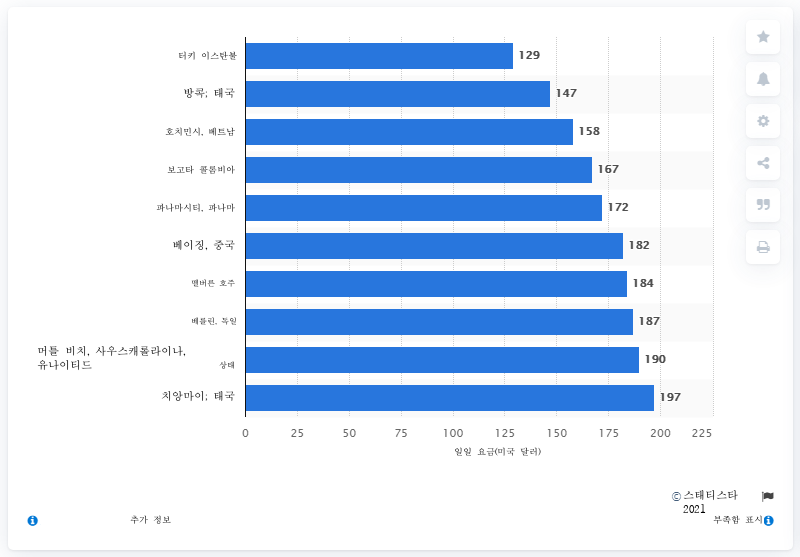 터키 이스탄불
129
방콕; 태국
147
호치민시, 베트남
158
보고타 콜롬비아
167
파나마시티, 파나마
172
베이징, 중국
182
멜버른 호주
184
베를린, 독일
187
머틀 비치, 사우스캐롤라이나,
유나이티드 상태
190
치앙마이; 태국
197
0 25 50 75 100 125 150 175 200 225
일일 요금(미국 달러)
© 스태티스타
2021
추가 정보
부족함 표시